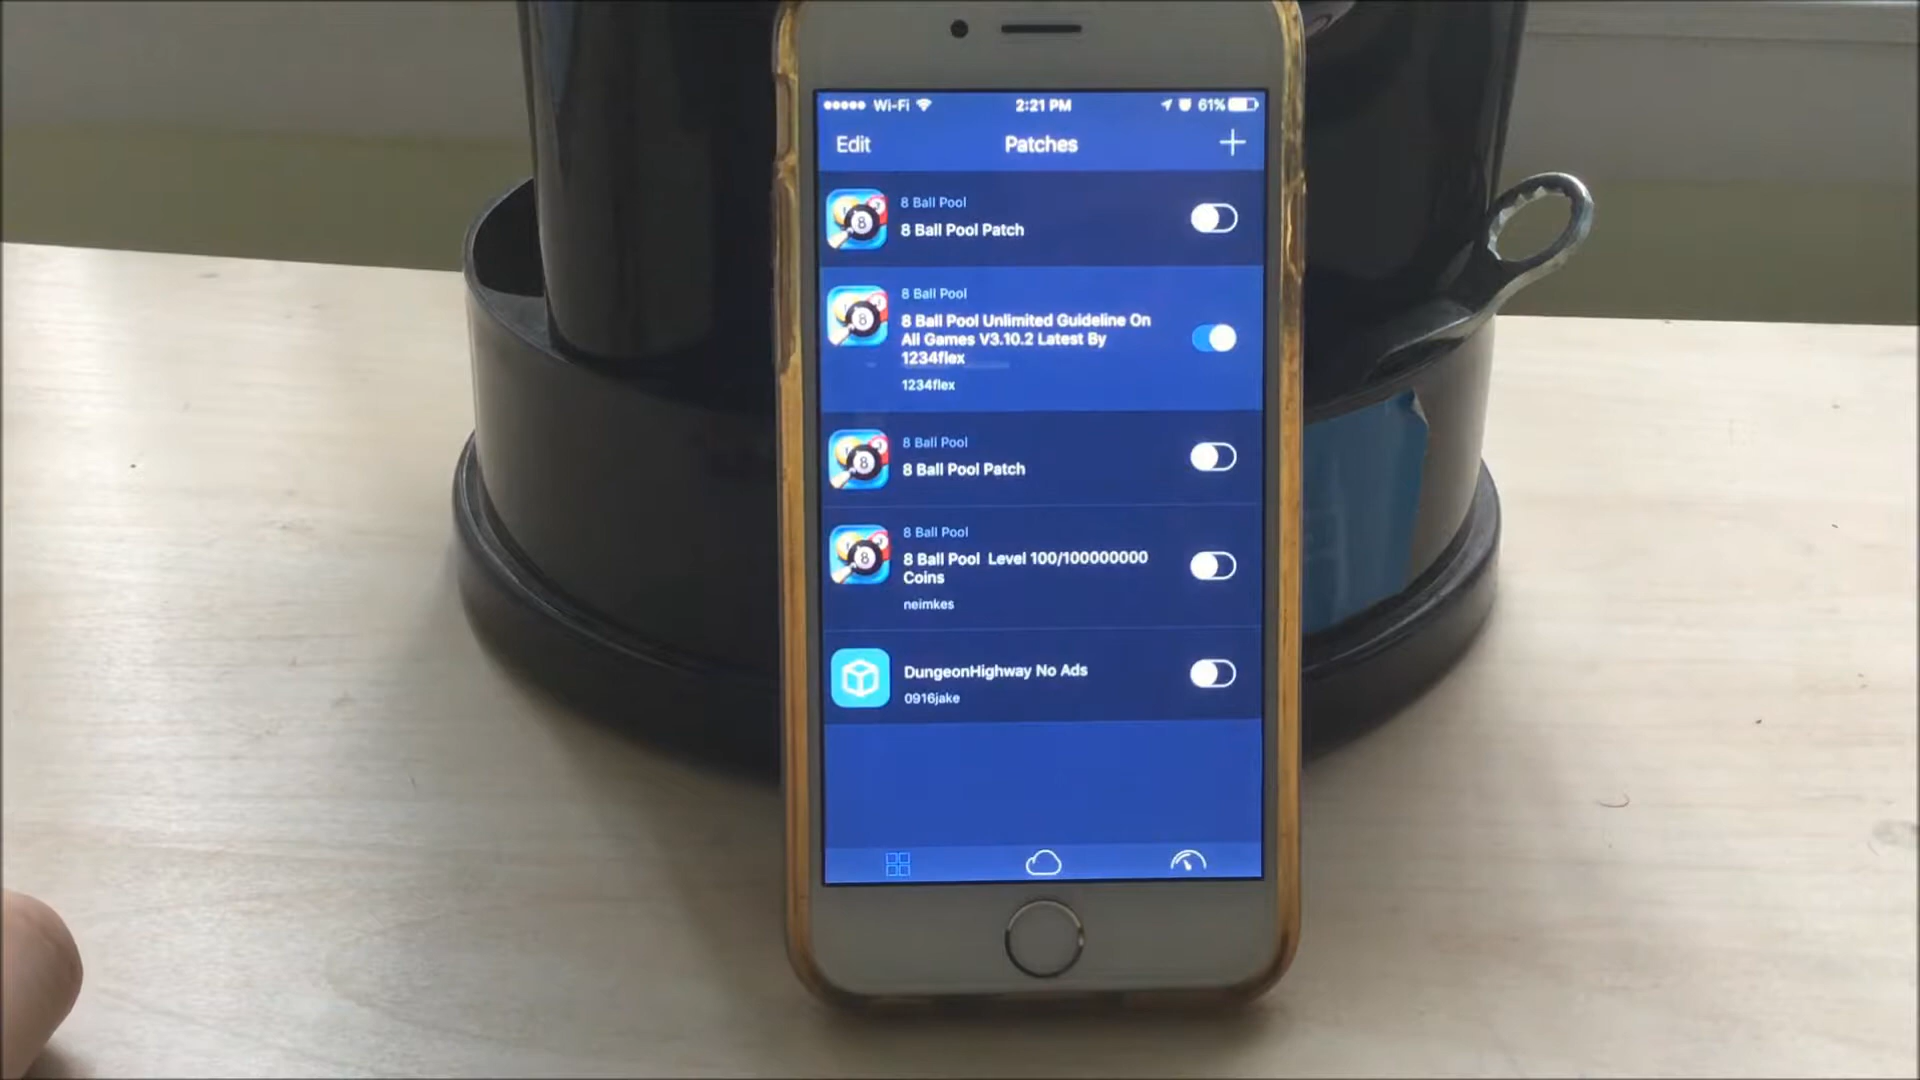 Wi-Fi 2:21 PM 61%
Edit Patches
8 Ball Pool
8 Ball Pool Patch
8 Ball Pool
8 Ball Pool Unlimited Guideline On
All Games V3.10.2 Latest By
1234flex
1234flex
8 Ball Pool
8 Ball Pool Patch
8 Ball Pool
8 Ball Pool Level 100/100000000
Coins
neimkes
DungeonHighway No Ads
0916jake